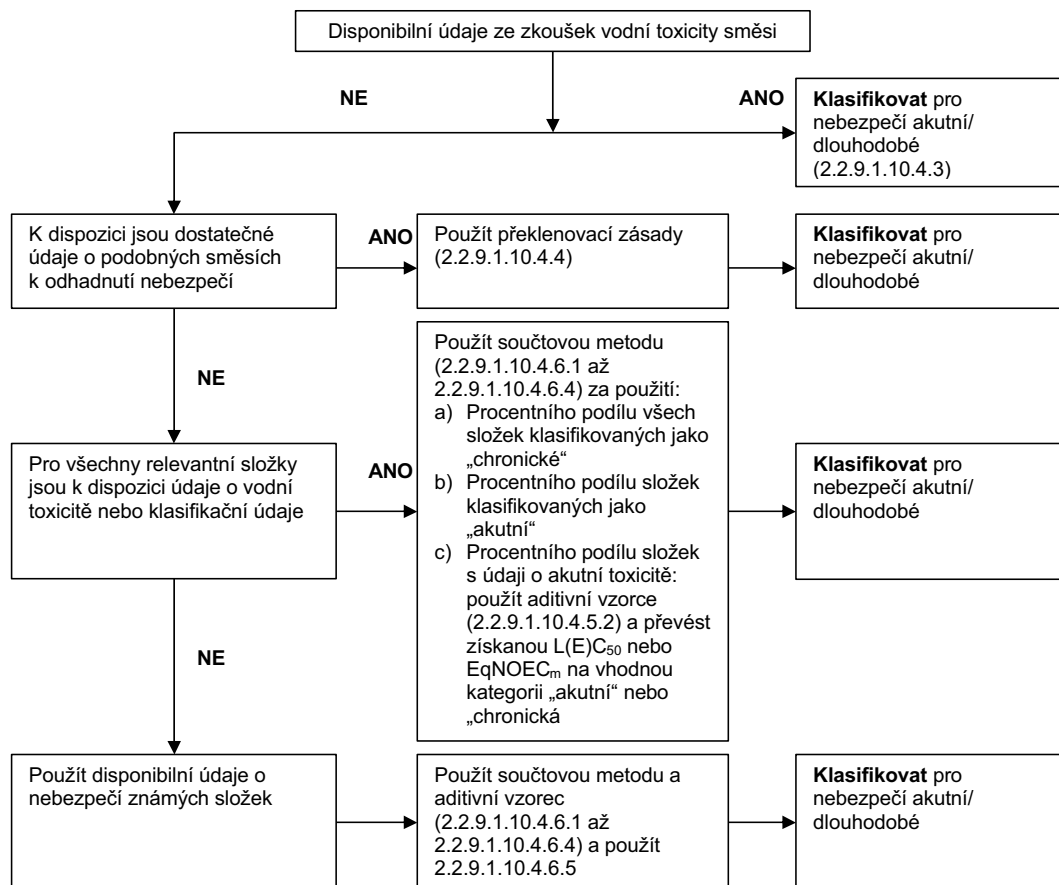 Disponibilní údaje ze zkoušek vodní toxicity směsi
NE
ANO
Klasifikovat pro
nebezpečí akutní/
dlouhodobé
(2.2.9.1.10.4.3)
K dispozici jsou dostatečné
údaje o podobných směsích
k odhadnutí nebezpečí
ANO
Použít překlenovací zásady
(2.2.9.1.10.4.4)
Klasifikovat pro
nebezpečí akutní/
dlouhodobé
NE
Použít součtovou metodu
(2.2.9.1.10.4.6.1 až
2.2.9.1.10.4.6.4) za použití:
a) Procentního podílu všech
složek klasifikovaných jako
„chronické“
b) Procentního podílu složek
klasifikovaných jako
„akutní“
c) Procentního podílu složek
s údaji o akutní toxicitě:
použít aditivní vzorce
(2.2.9.1.10.4.5.2) a převést
získanou L(E)C₅₀ nebo
EqNOECₘ na vhodnou
kategorii „akutní“ nebo
„chronická
Pro všechny relevantní složky
jsou k dispozici údaje o vodní
toxicitě nebo klasifikační údaje
ANO
Klasifikovat pro
nebezpečí akutní/
dlouhodobé
NE
Použít disponibilní údaje o
nebezpečí známých složek
Použít součtovou metodu a
aditivní vzorec
(2.2.9.1.10.4.6.1 až
2.2.9.1.10.4.6.4) a použít
2.2.9.1.10.4.6.5
Klasifikovat pro
nebezpečí akutní/
dlouhodobé